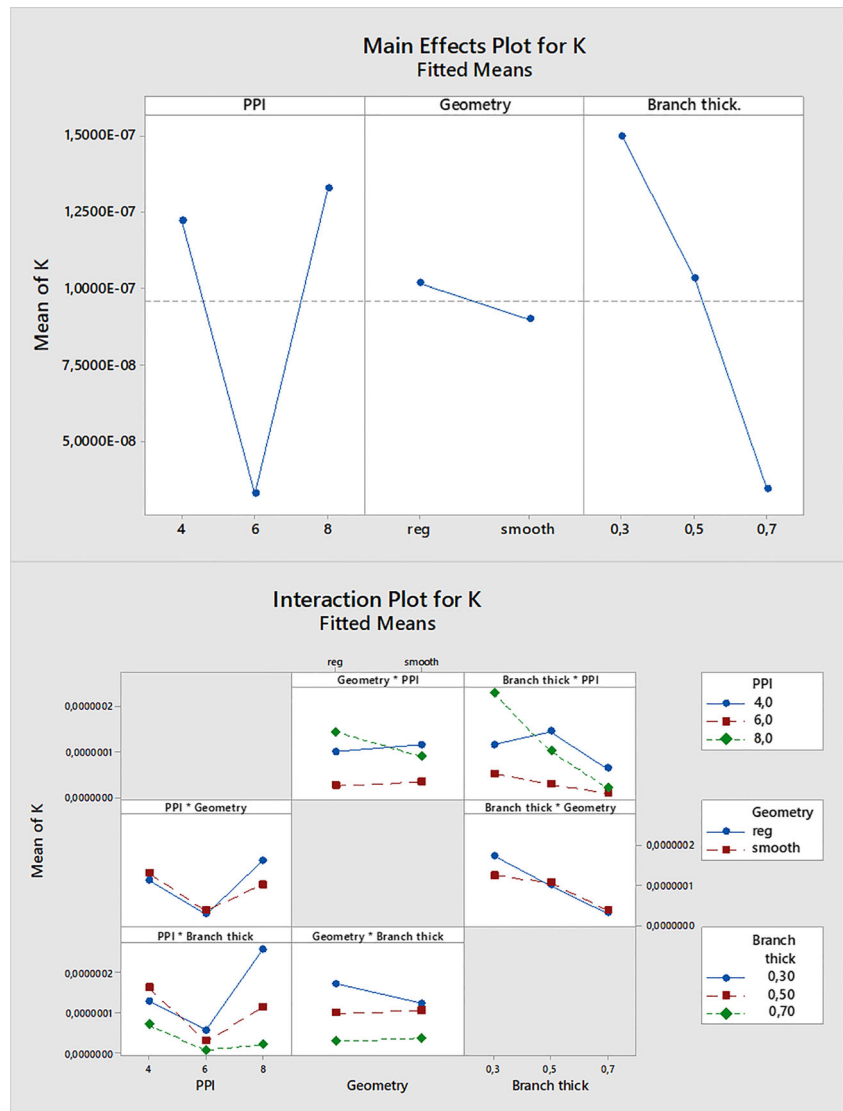 Main Effects Plot for K
Fitted Means
PPI Geometry Branch thick.
1,5000E-07
1,2500E-07
1,0000E-07
7,5000E-08
5,0000E-08
Mean of K
4 6 8 reg smooth 0,3 0,5 0,7
Interaction Plot for K
Fitted Means
reg smooth
Geometry * PPI Branch thick * PPI
0,0000002
0,0000001
0,0000000
PPI
4,0
6,0
8,0
PPI * Geometry Branch thick * Geometry
Mean of K
0,0000002
0,0000001
0,0000000
Geometry
reg
smooth
PPI * Branch thick Geometry * Branch thick
0,0000002
0,0000001
0,0000000
Branch
thick
0,30
0,50
0,70
4 6 8 0,3 0,5 0,7
PPI Geometry Branch thick